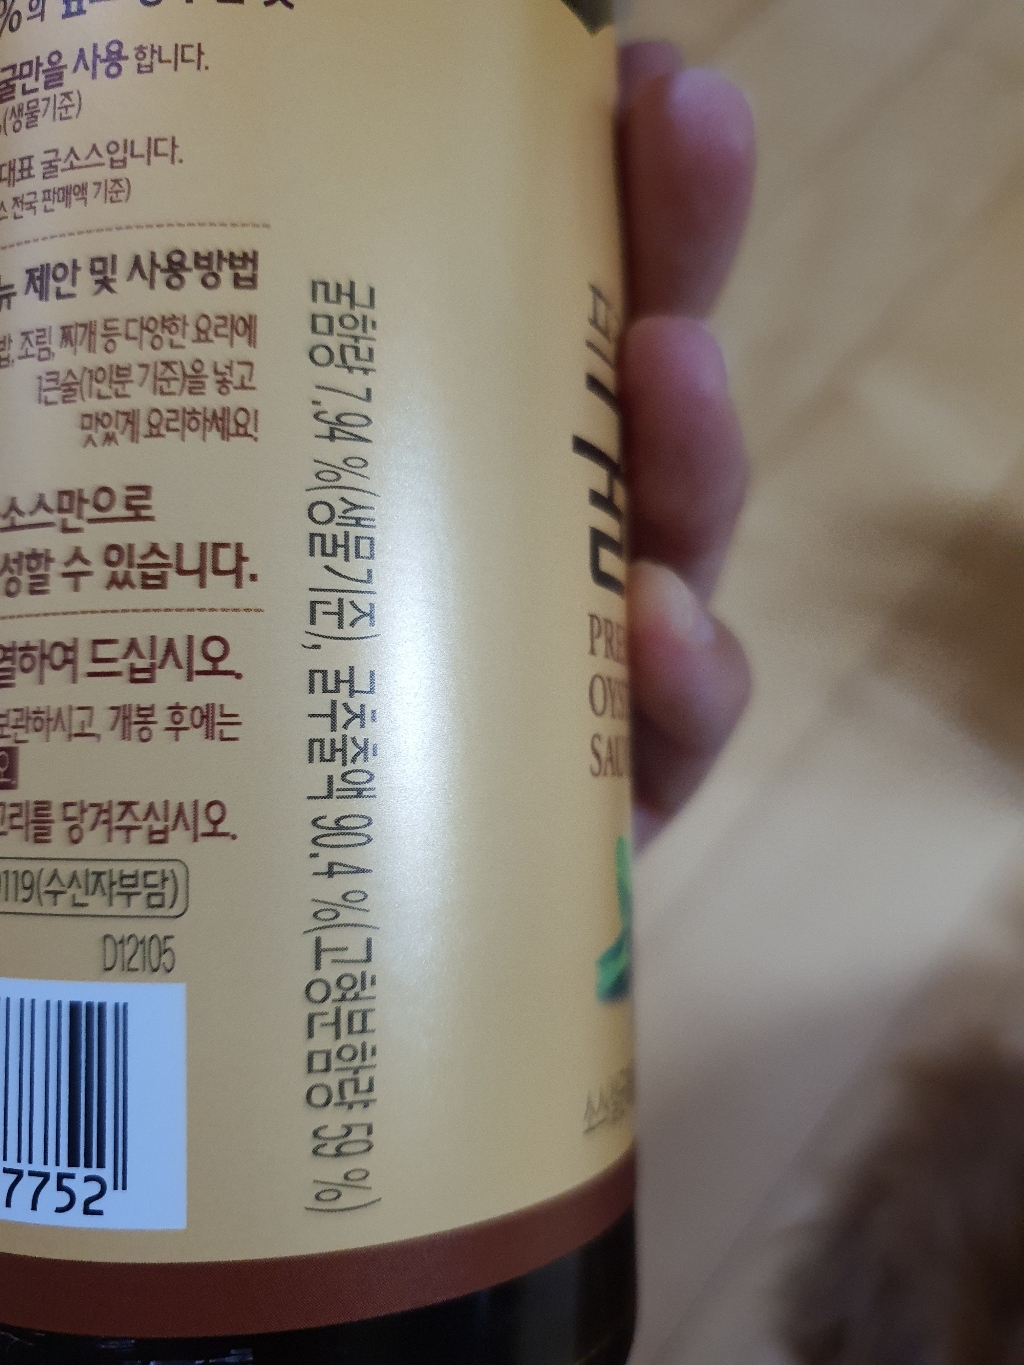 %의
굴만을 사용 합니다.
(생물기준)
대표 굴소스입니다.
전국 판매액 기준)
제안 및 사용방법
밥, 조림, 찌개 등 다양한 요리에
1큰술(1인분 기준)을 넣고
맛있게 요리하세요!
소스만으로
성할 수 있습니다.
열하여 드십시오.
보관하시고, 개봉 후에는
고리를 당겨주십시오.
0119(수신자부담)
D12105
7752
굴함량 7.94 %(생물기준), 굴추출액 90.4 %(고형분함량 59 %)
PRE
OYS
SAU